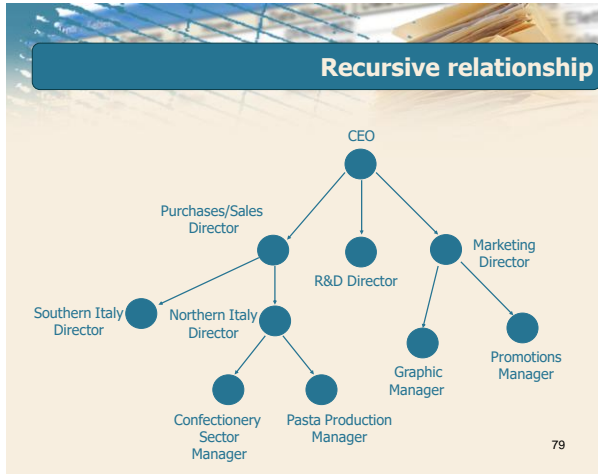 Recursive relationship
CEO
Purchases/Sales
Director
R&D Director
Marketing
Director
Southern Italy
Director
Northern Italy
Director
Graphic
Manager
Promotions
Manager
Confectionery
Sector
Manager
Pasta Production
Manager
79